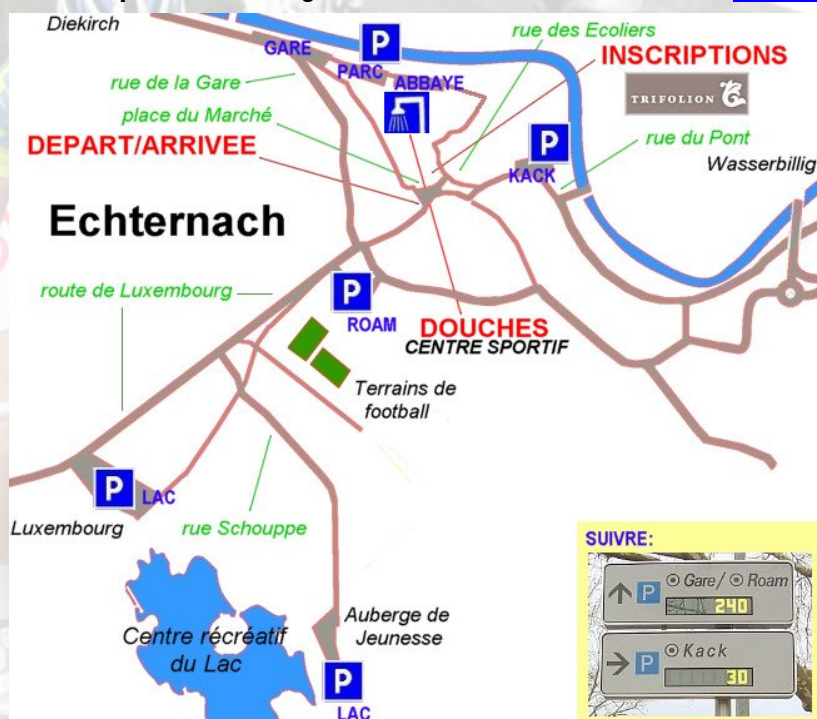 Diekirch
P
rue des Ecoliers
GARE
INSCRIPTIONS
PARC
rue de la Gare
ABBAYE
TRIFOLION
place du Marché
P
rue du Pont
DEPART/ARRIVEE
Wasserbillig
KACK
Echternach
route de Luxembourg
P
ROAM
DOUCHES
CENTRE SPORTIF
Terrains de
football
P
LAC
Luxembourg
rue Schouppe
SUIVRE:
P Gare/ Roam
240
P Kack
30
Centre récréatif
du Lac
Auberge de
Jeunesse
P
LAC